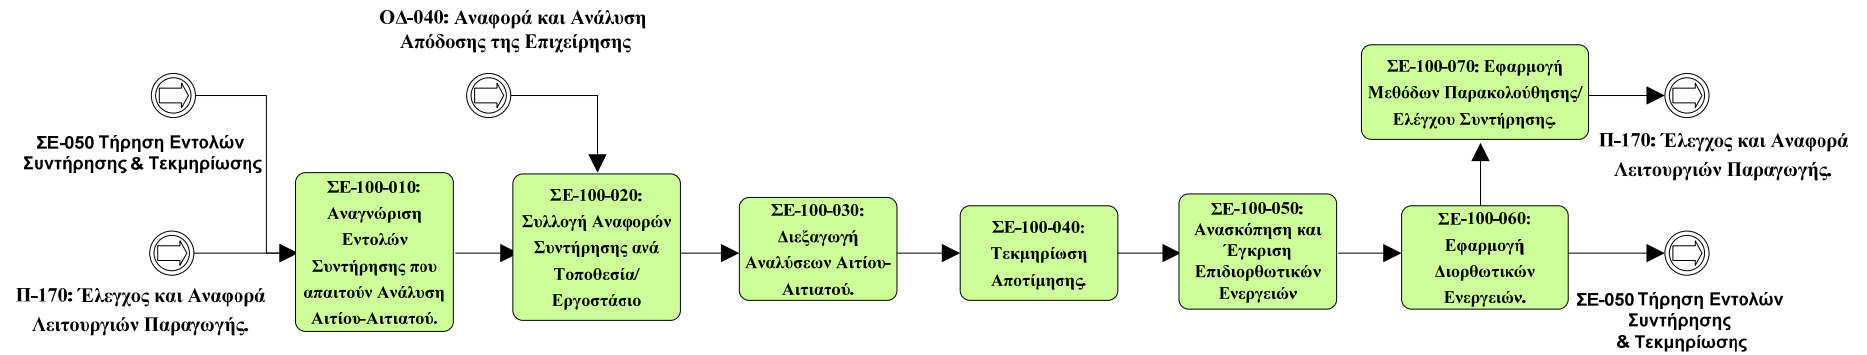 ΟΔ-040: Αναφορά και Ανάλυση
Απόδοσης της Επιχείρησης
ΣΕ-050 Τήρηση Εντολών
Συντήρησης & Τεκμηρίωσης
Π-170: Έλεγχος και Αναφορά
Λειτουργιών Παραγωγής.
ΣΕ-100-010:
Αναγνώριση
Εντολών
Συντήρησης που
απαιτούν Ανάλυση
Αιτίου-Αιτιατού.
ΣΕ-100-020:
Συλλογή Αναφορών
Συντήρησης ανά
Τοποθεσία/
Εργοστάσιο
ΣΕ-100-030:
Διεξαγωγή
Αναλύσεων Αιτίου-
Αιτιατού.
ΣΕ-100-040:
Τεκμηρίωση
Αποτίμησης.
ΣΕ-100-050:
Ανασκόπηση και
Έγκριση
Επιδιορθωτικών
Ενεργειών
ΣΕ-100-060:
Εφαρμογή
Διορθωτικών
Ενεργειών.
ΣΕ-100-070: Εφαρμογή
Μεθόδων Παρακολούθησης/
Ελέγχου Συντήρησης.
Π-170: Έλεγχος και Αναφορά
Λειτουργιών Παραγωγής.
ΣΕ-050 Τήρηση Εντολών
Συντήρησης
& Τεκμηρίωσης